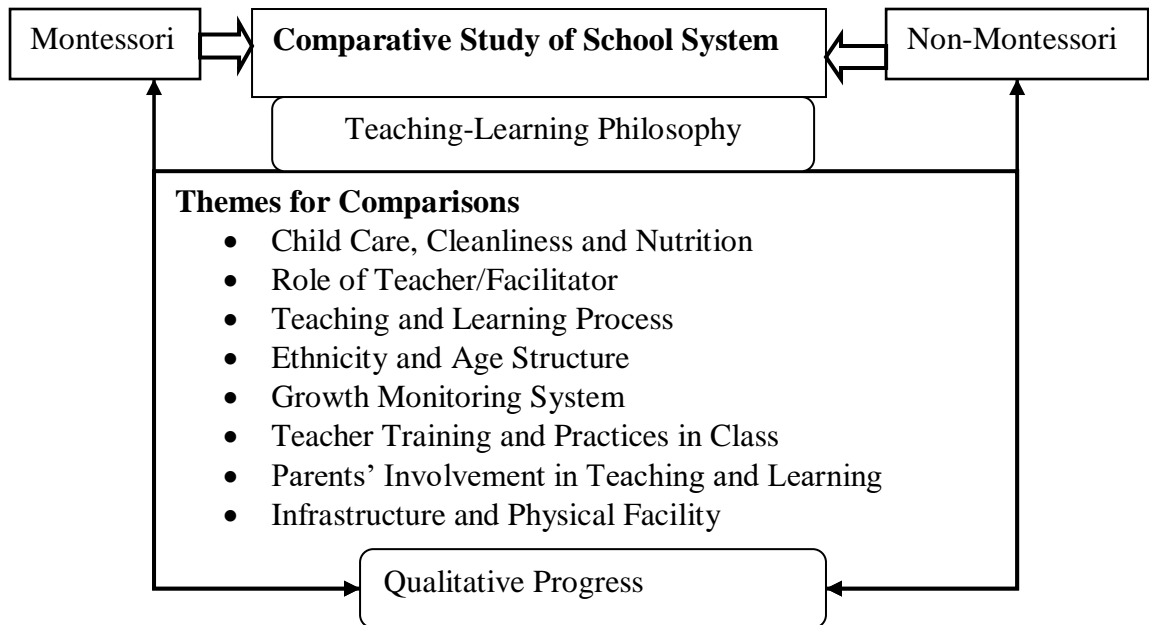 Montessori
Comparative Study of School System
Non-Montessori
Teaching-Learning Philosophy
Themes for Comparisons
• Child Care, Cleanliness and Nutrition
• Role of Teacher/Facilitator
• Teaching and Learning Process
• Ethnicity and Age Structure
• Growth Monitoring System
• Teacher Training and Practices in Class
• Parents’ Involvement in Teaching and Learning
• Infrastructure and Physical Facility
Qualitative Progress